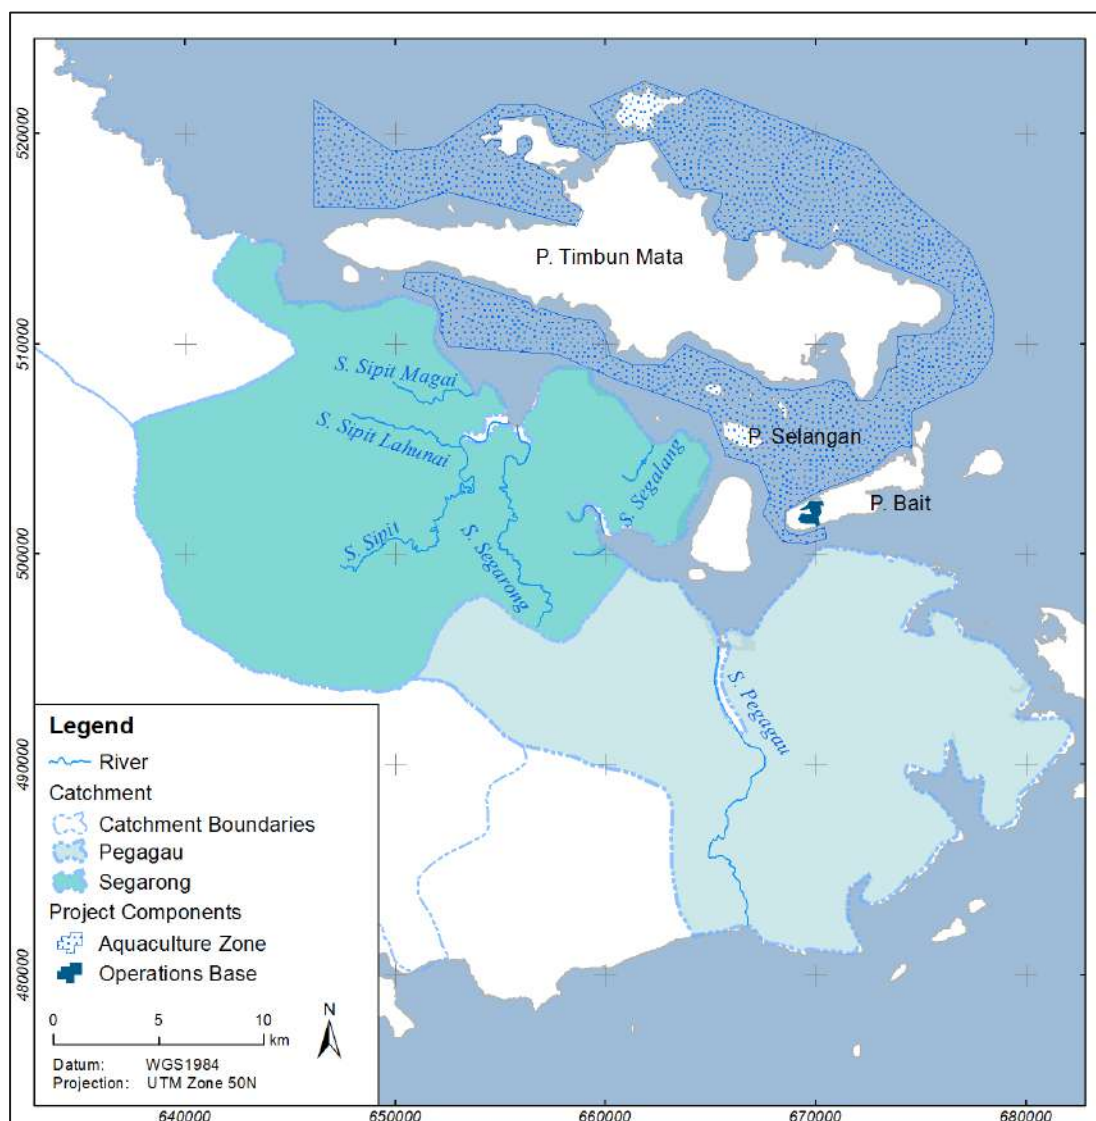 520000
510000
500000
490000
480000
P. Timbun Mata
S. Sipit Magai
S. Sipit Lahunai
P. Selangan
S. Segalang
P. Bait
S. Sipit
S. Segarong
S. Pegagau
Legend
River
Catchment
Catchment Boundaries
Pegagau
Segarong
Project Components
Aquaculture Zone
Operations Base
N
0 5 10
km
Datum: WGS1984
Projection: UTM Zone 50N
640000 650000 660000 670000 680000